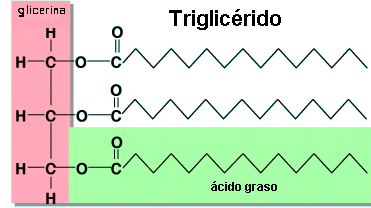 glicerina
Triglicérido
H
O
H C O C
O
H C O C
O
H C O C
H
ácido graso